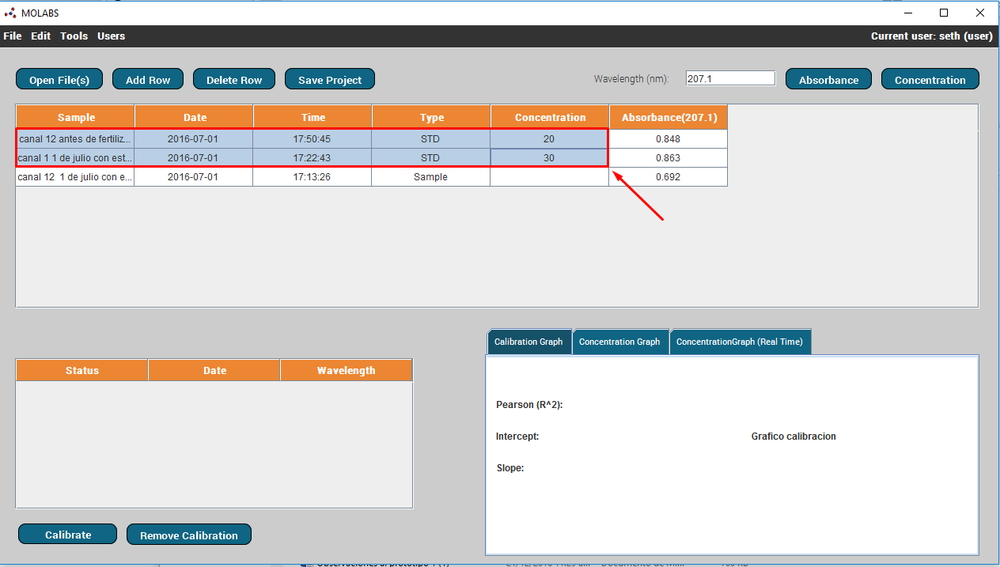 MOLABS
File Edit Tools Users Current user: seth (user)
Open File(s) Add Row Delete Row Save Project Wavelength (nm): 207.1 Absorbance Concentration
Sample Date Time Type Concentration Absorbance(207.1)
canal 12 antes de fertiliz... 2016-07-01 17:50:45 STD 20 0.848
canal 1 1 de julio con est... 2016-07-01 17:22:43 STD 30 0.863
canal 12 1 de julio con e... 2016-07-01 17:13:26 Sample 0.692
Calibration Graph Concentration Graph ConcentrationGraph (Real Time)
Status Date Wavelength
Pearson (R^2):
Intercept: Grafico calibracion
Slope:
Calibrate Remove Calibration